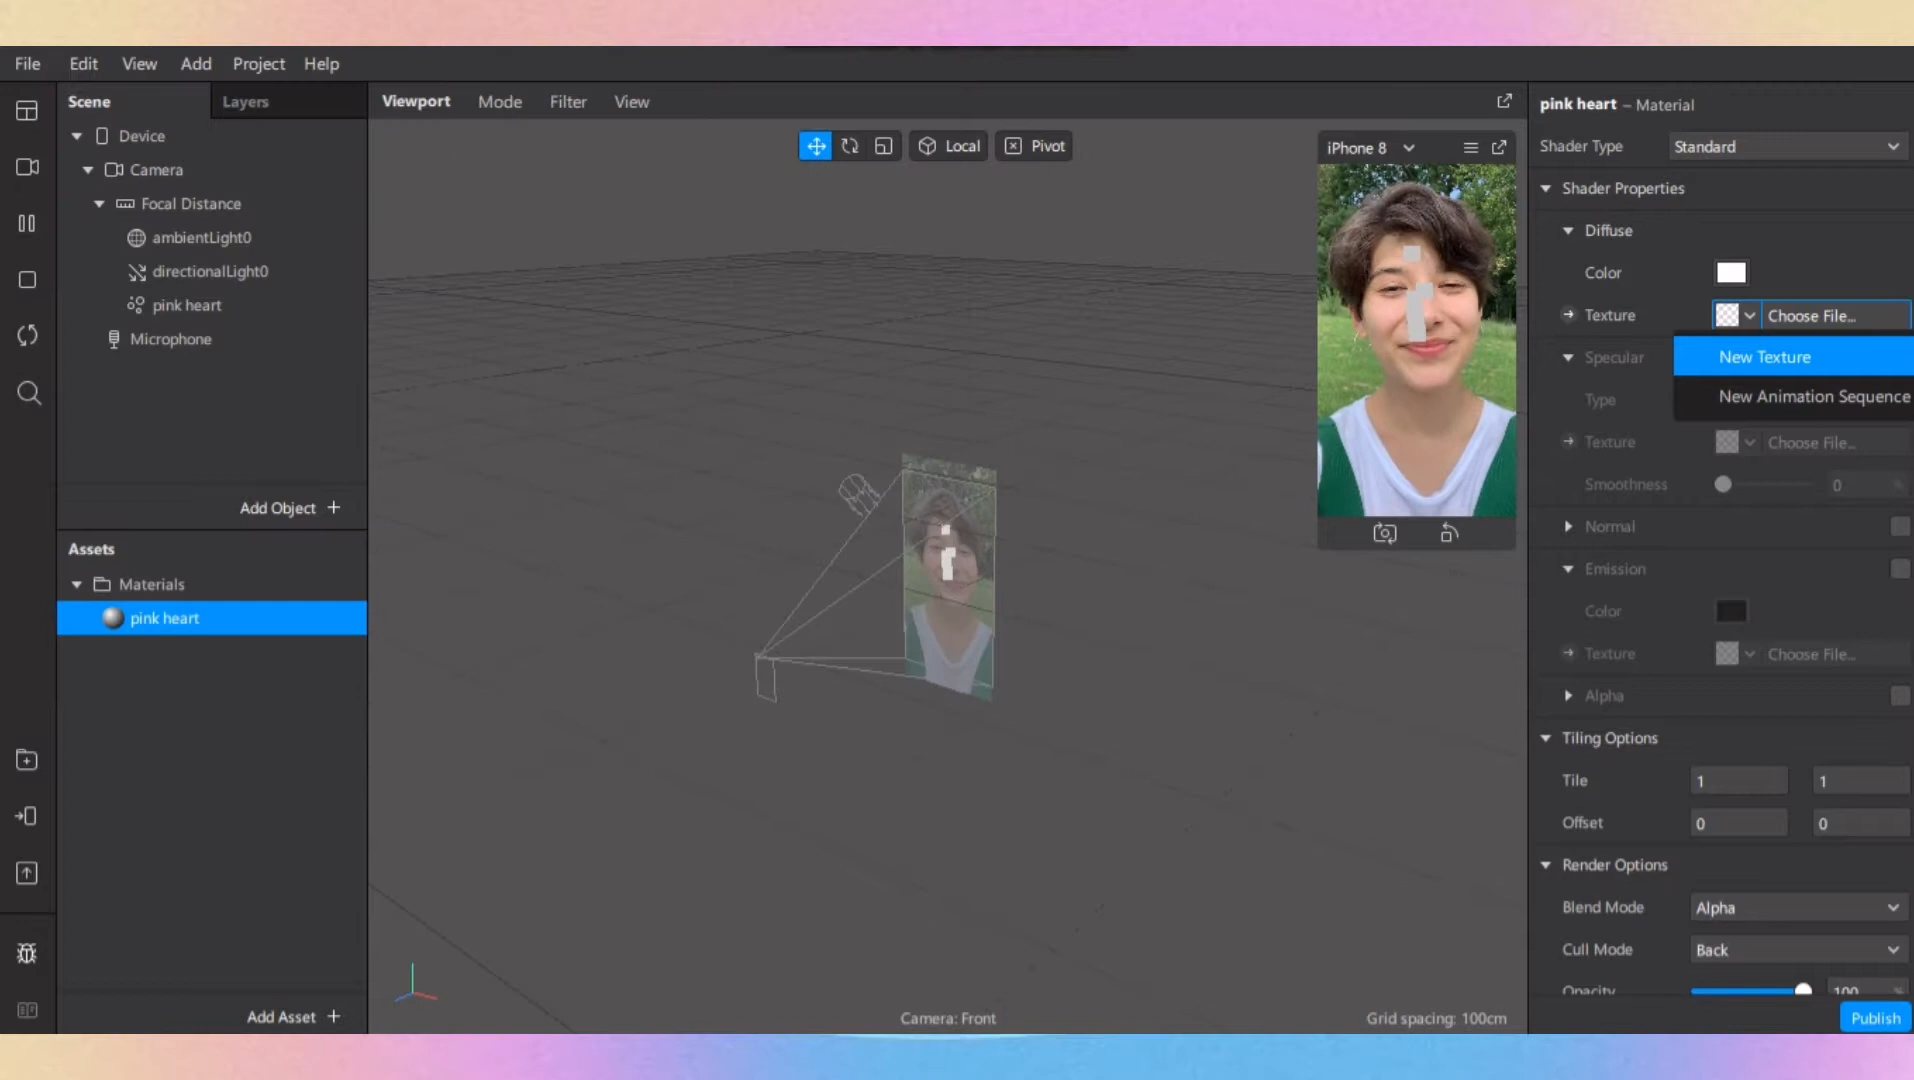 File Edit View Add Project Help
Scene Layers
Device
Camera
Focal Distance
ambientLight0
directionalLight0
pink heart
Microphone
Add Object +
Assets
Materials
pink heart
Add Asset +
Viewport Mode Filter View
Local Pivot
iPhone 8
Camera: Front
Grid spacing: 100cm
pink heart – Material
Shader Type Standard
Shader Properties
Diffuse
Color
Texture Choose File...
New Texture
New Animation Sequence
Specular
Type
Texture Choose File...
Smoothness 0 %
Normal
Emission
Color
Texture Choose File...
Alpha
Tiling Options
Tile 1 1
Offset 0 0
Render Options
Blend Mode Alpha
Cull Mode Back
Opacity 100 %
Publish